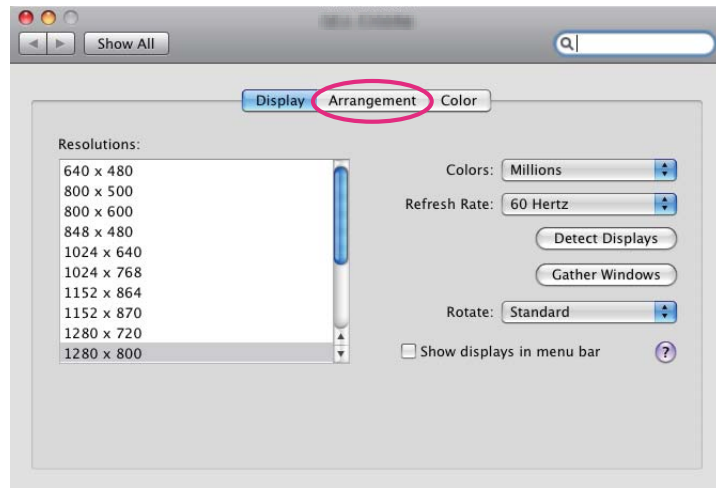 Show All
Display Arrangement Color
Resolutions:
640 x 480
800 x 500
800 x 600
848 x 480
1024 x 640
1024 x 768
1152 x 864
1152 x 870
1280 x 720
1280 x 800
Colors: Millions
Refresh Rate: 60 Hertz
Detect Displays
Gather Windows
Rotate: Standard
Show displays in menu bar ?